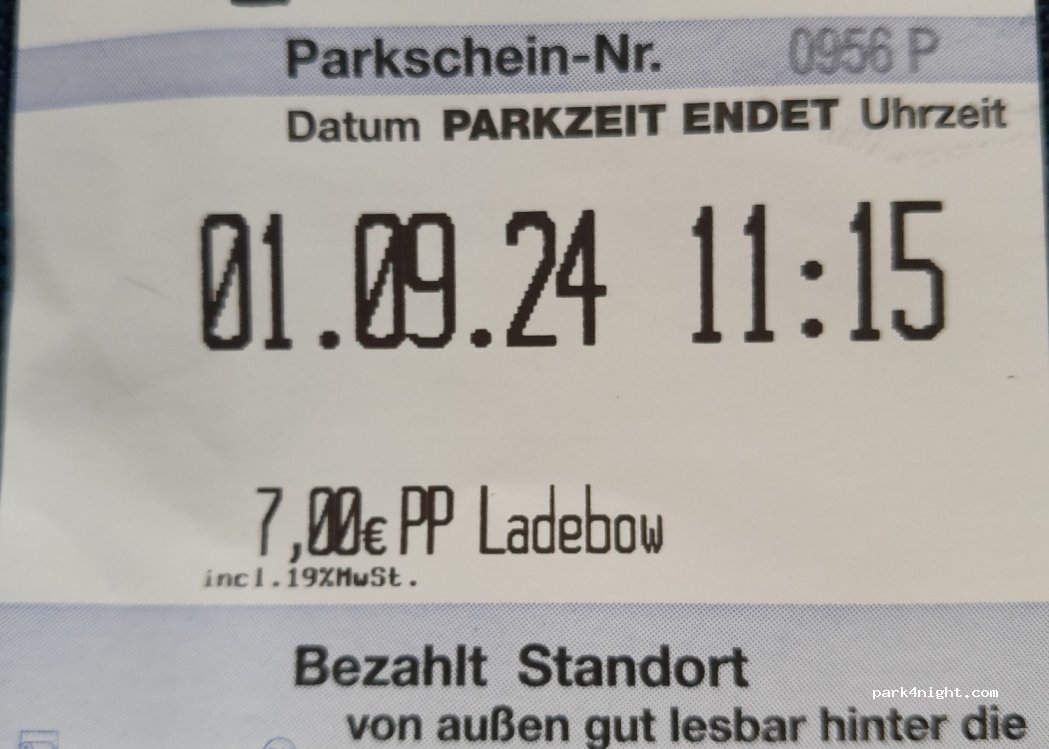 Parkschein-Nr. 0956 P
Datum PARKZEIT ENDET Uhrzeit
01.09.24 11:15
7,00€ PP Ladebow
incl.19%MwSt.
Bezahlt Standort
park4night.com
von außen gut lesbar hinter die